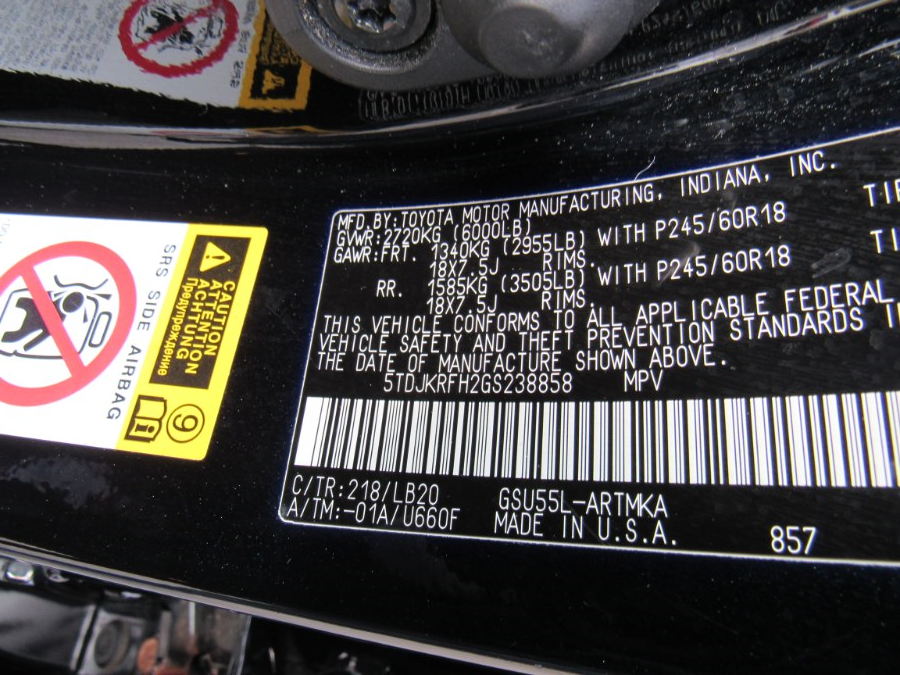 MFD. BY: TOYOTA MOTOR MANUFACTURING, INDIANA, INC.
GVWR: 2720KG (6000LB)
GAWR: FRT. 1340KG (2955LB) WITH P245/60R18
18X7.5J RIMS.
RR. 1585KG (3505LB) WITH P245/60R18
18X7.5J RIMS.
THIS VEHICLE CONFORMS TO ALL APPLICABLE FEDERAL
VEHICLE SAFETY AND THEFT PREVENTION STANDARDS
THE DATE OF MANUFACTURE SHOWN ABOVE.
5TDJKRFH2GS238858 MPV
C/TR: 218/LB20 GSU55L-ARTMKA
A/TM:-01A/U660F MADE IN U.S.A. 857
SRS SIDE AIRBAG
CAUTION
ATTENTION
ACHTUNG
Предупреждение
9